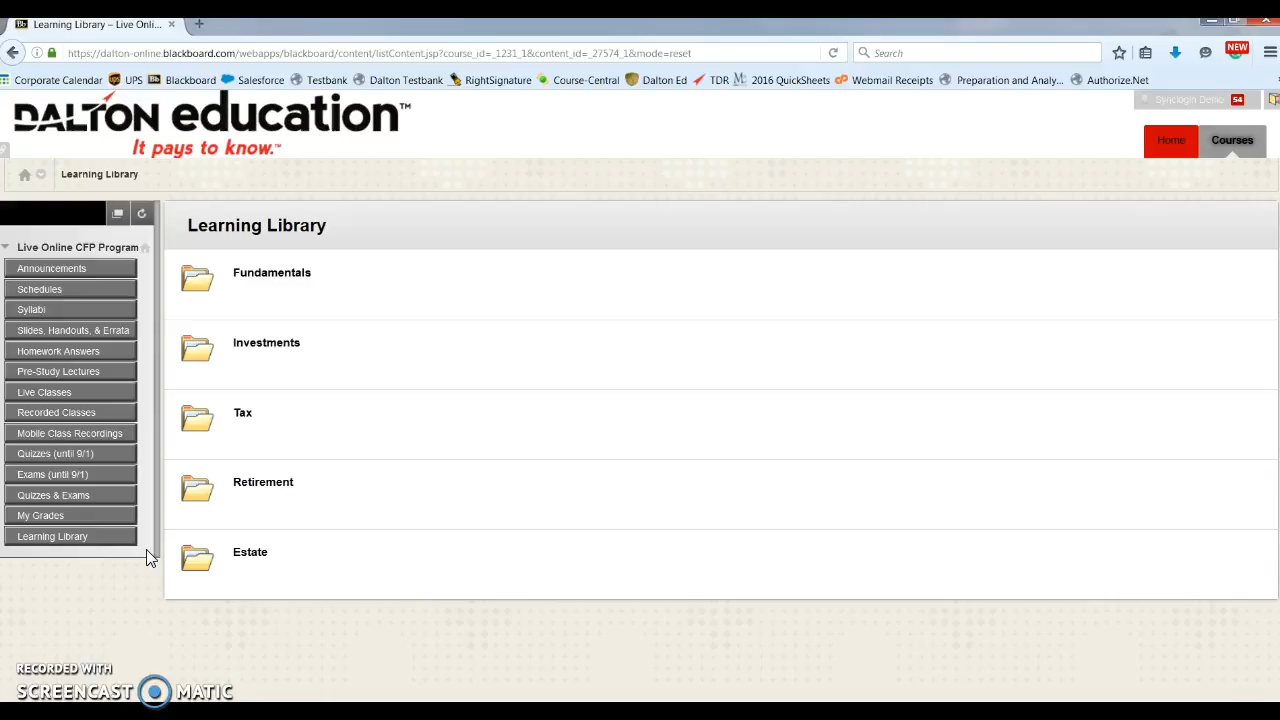 Learning Library – Live Onli...
https://dalton-online.blackboard.com/webapps/blackboard/content/listContent.jsp?course_id=_1231_1&content_id=_27574_1&mode=reset
Search
NEW
Corporate Calendar UPS Blackboard Salesforce Testbank Dalton Testbank RightSignature Course-Central Dalton Ed TDR 2016 QuickSheets Webmail Receipts Preparation and Analy... Authorize.Net
DALTON education™
It pays to know.™
Synclogin Demo 54
Home Courses
Learning Library
Live Online CFP Program
Announcements
Schedules
Syllabi
Slides, Handouts, & Errata
Homework Answers
Pre-Study Lectures
Live Classes
Recorded Classes
Mobile Class Recordings
Quizzes (until 9/1)
Exams (until 9/1)
Quizzes & Exams
My Grades
Learning Library
Learning Library
Fundamentals
Investments
Tax
Retirement
Estate
RECORDED WITH
SCREENCAST MATIC